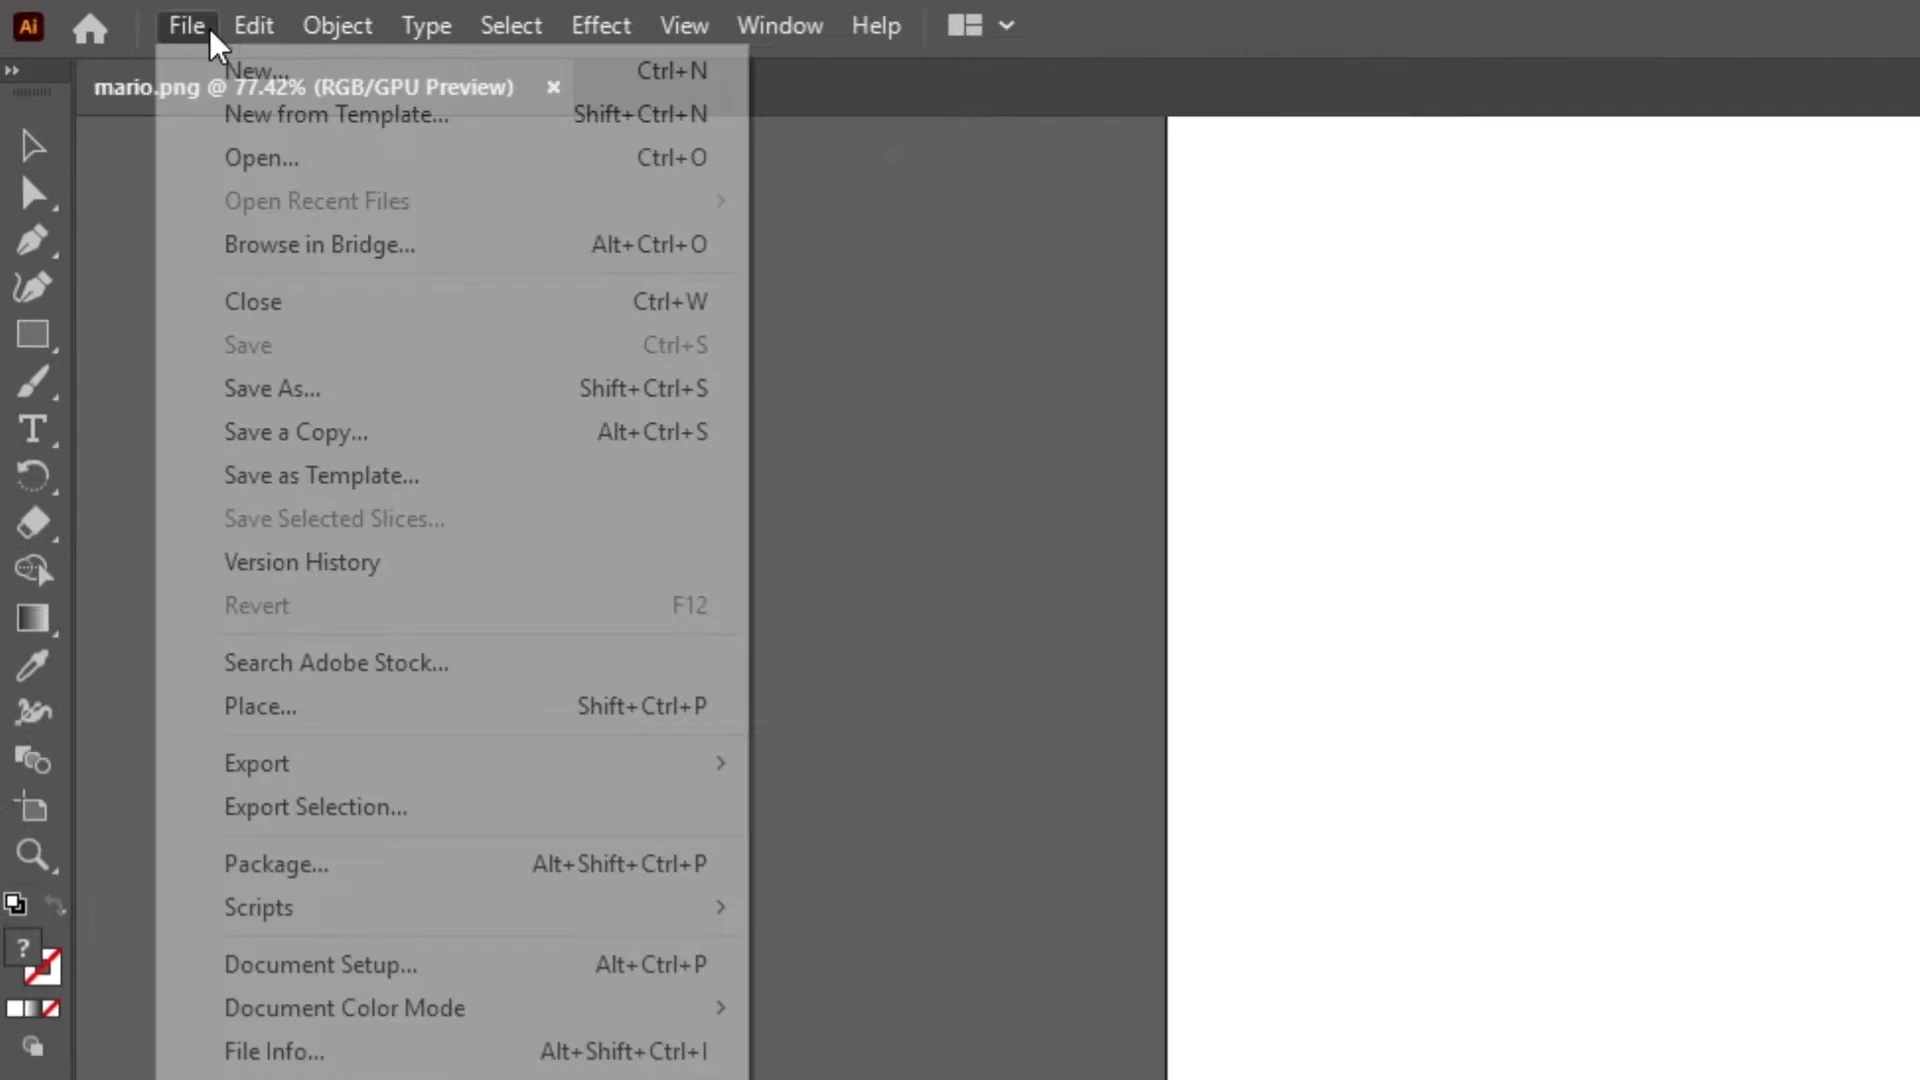 Ai File Edit Object Type Select Effect View Window Help
mario.png @ 77.42% (RGB/GPU Preview) ×
New... Ctrl+N
New from Template... Shift+Ctrl+N
Open... Ctrl+O
Open Recent Files
Browse in Bridge... Alt+Ctrl+O
Close Ctrl+W
Save Ctrl+S
Save As... Shift+Ctrl+S
Save a Copy... Alt+Ctrl+S
Save as Template...
Save Selected Slices...
Version History
Revert F12
Search Adobe Stock...
Place... Shift+Ctrl+P
Export
Export Selection...
Package... Alt+Shift+Ctrl+P
Scripts
?
Document Setup... Alt+Ctrl+P
Document Color Mode
File Info... Alt+Shift+Ctrl+I